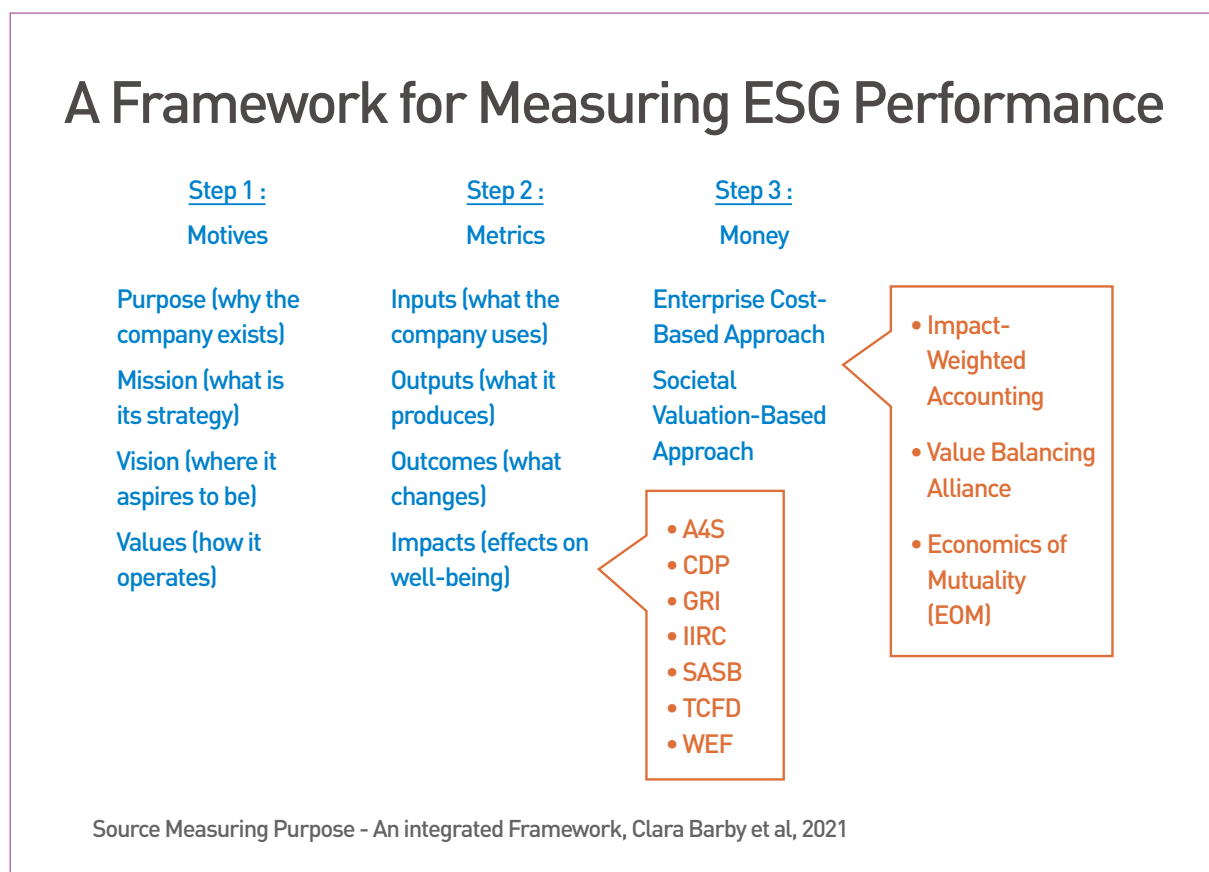 A Framework for Measuring ESG Performance
Step 1 :
Motives
Purpose (why the
company exists)
Mission (what is
its strategy)
Vision (where it
aspires to be)
Values (how it
operates)
Step 2 :
Metrics
Inputs (what the
company uses)
Outputs (what it
produces)
Outcomes (what
changes)
Impacts (effects on
well-being)
• A4S
• CDP
• GRI
• IIRC
• SASB
• TCFD
• WEF
Step 3 :
Money
Enterprise Cost-
Based Approach
Societal
Valuation-Based
Approach
• Impact-
Weighted
Accounting
• Value Balancing
Alliance
• Economics of
Mutuality
(EOM)
Source Measuring Purpose - An integrated Framework, Clara Barby et al, 2021